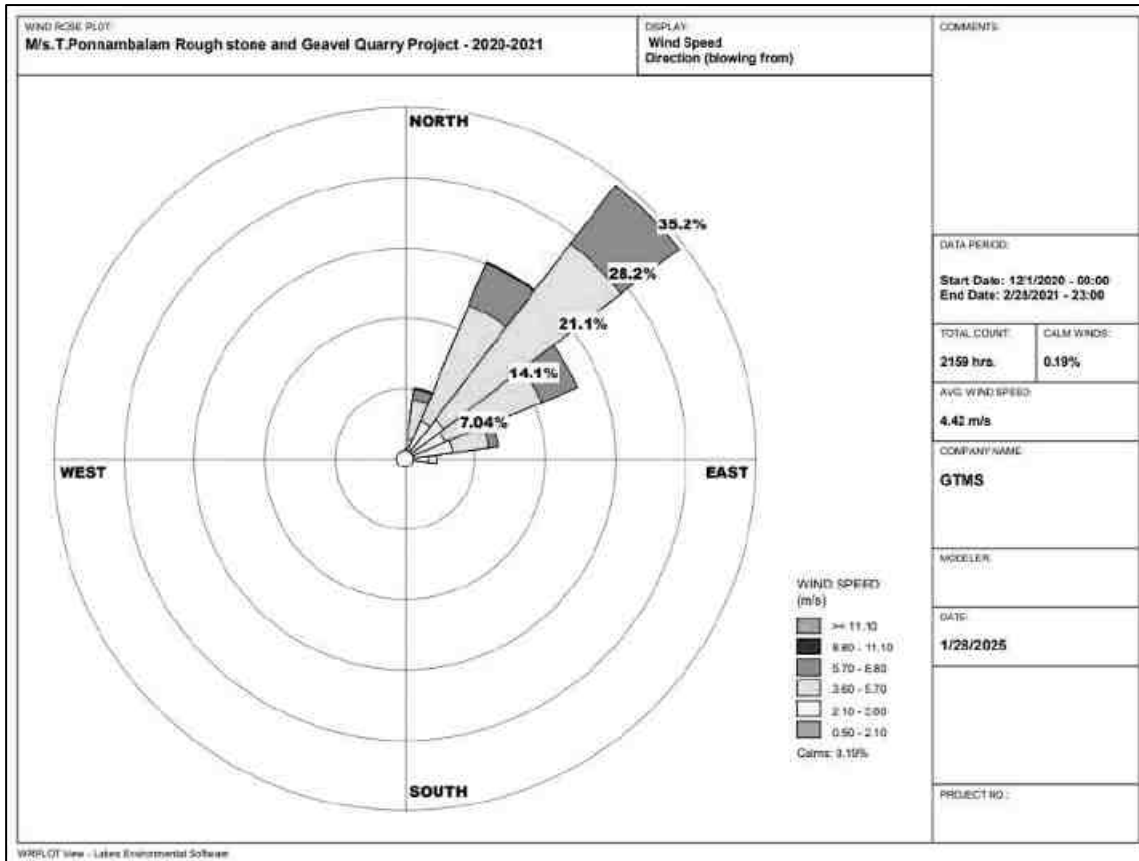 WIND ROSE PLOT:
M/s.T.Ponnambalam Rough stone and Geavel Quarry Project - 2020-2021
DISPLAY:
Wind Speed
Direction (blowing from)
COMMENTS:
NORTH
35.2%
28.2%
21.1%
14.1%
7.04%
WEST
EAST
SOUTH
WIND SPEED
(m/s)
>= 11.10
8.80 - 11.10
5.70 - 8.80
3.60 - 5.70
2.10 - 3.60
0.50 - 2.10
Calms: 0.19%
DATA PERIOD:
Start Date: 12/1/2020 - 00:00
End Date: 2/28/2021 - 23:00
TOTAL COUNT:
2159 hrs.
CALM WINDS:
0.19%
AVG. WIND SPEED:
4.42 m/s
COMPANY NAME:
GTMS
MODELER:
DATE:
1/28/2025
PROJECT NO.:
WRPLOT View - Lakes Environmental Software